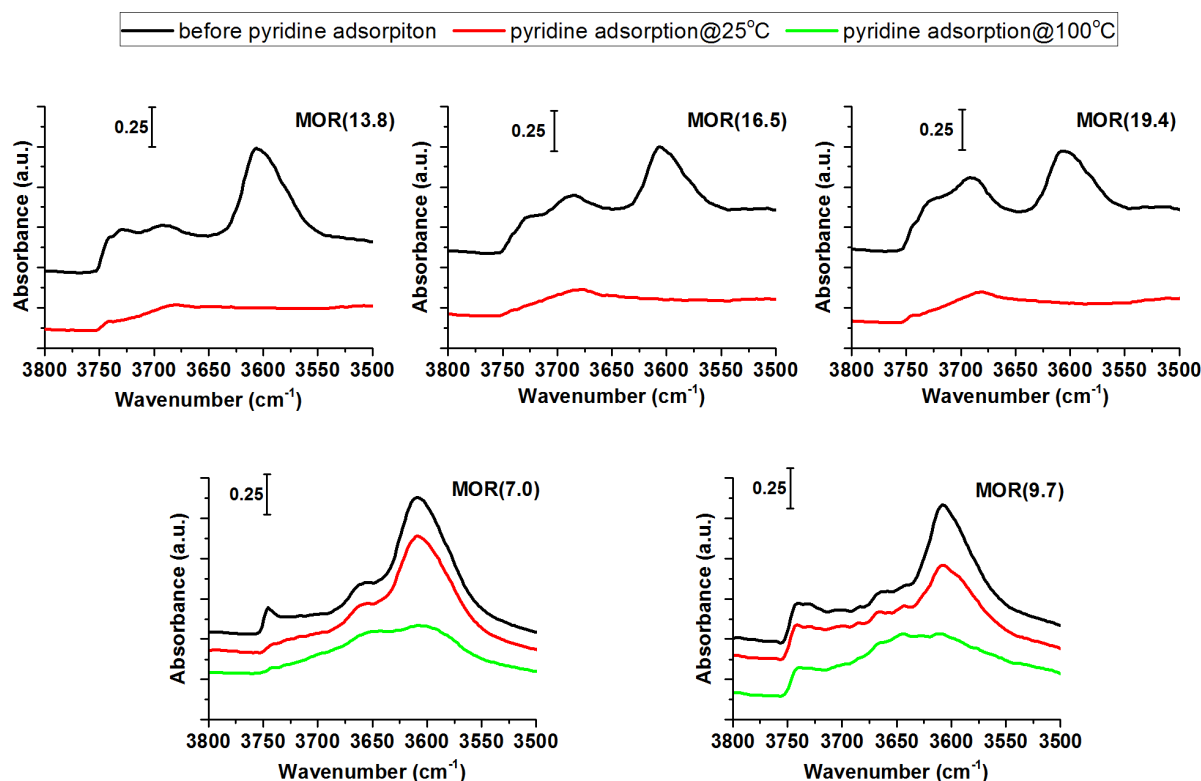 before pyridine adsorpiton pyridine adsorption@25°C pyridine adsorption@100°C
0.25
MOR(13.8)
Absorbance (a.u.)
3800 3750 3700 3650 3600 3550 3500
Wavenumber (cm⁻¹)
0.25
MOR(16.5)
Absorbance (a.u.)
3800 3750 3700 3650 3600 3550 3500
Wavenumber (cm⁻¹)
0.25
MOR(19.4)
Absorbance (a.u.)
3800 3750 3700 3650 3600 3550 3500
Wavenumber (cm⁻¹)
0.25
MOR(7.0)
Absorbance (a.u.)
3800 3750 3700 3650 3600 3550 3500
Wavenumber (cm⁻¹)
0.25
MOR(9.7)
Absorbance (a.u.)
3800 3750 3700 3650 3600 3550 3500
Wavenumber (cm⁻¹)